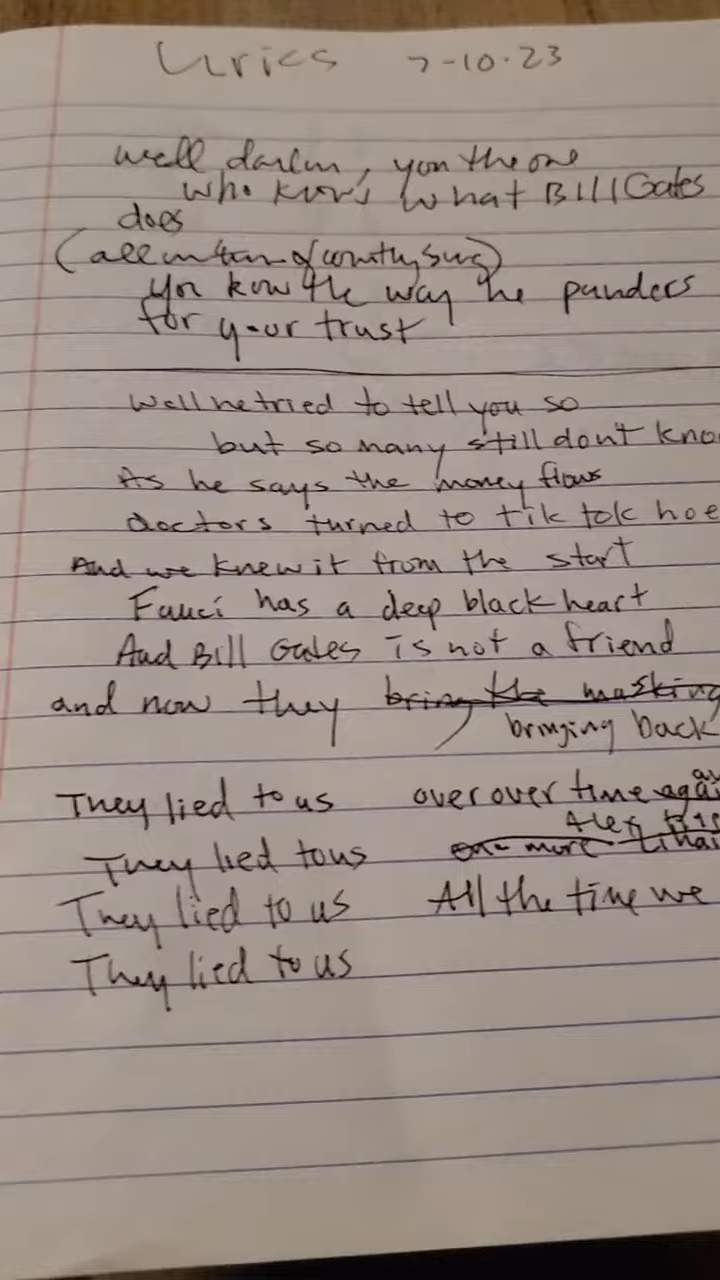 Lyrics 7-10-23
well darlin, you the one
who knows what Bill Gates
does
(all in
you know the way he panders
for your trust
Well he tried to tell you so
but so many still dont kno
As he says the money flows
doctors turned to tik tok hoe
And we knew it from the start
Fauci has a deep black heart
And Bill Gates is not a friend
and now they bring the masking
bringing back
They lied to us over over time again
Alex
They lied to us one more
They lied to us All the time we
They lied to us